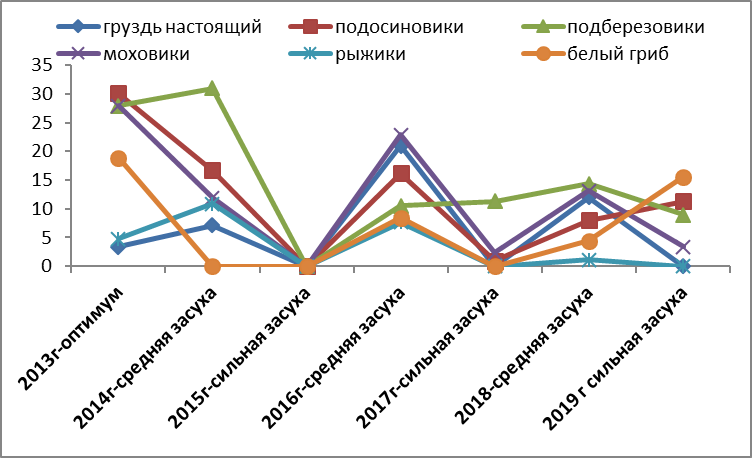 груздь настоящий подосиновики подберезовики
моховики рыжики белый гриб
35
30
25
20
15
10
5
0
2013г-оптимум
2014г-средняя засуха
2015г-сильная засуха
2016г-средняя засуха
2017г-сильная засуха
2018-средняя засуха
2019 г сильная засуха